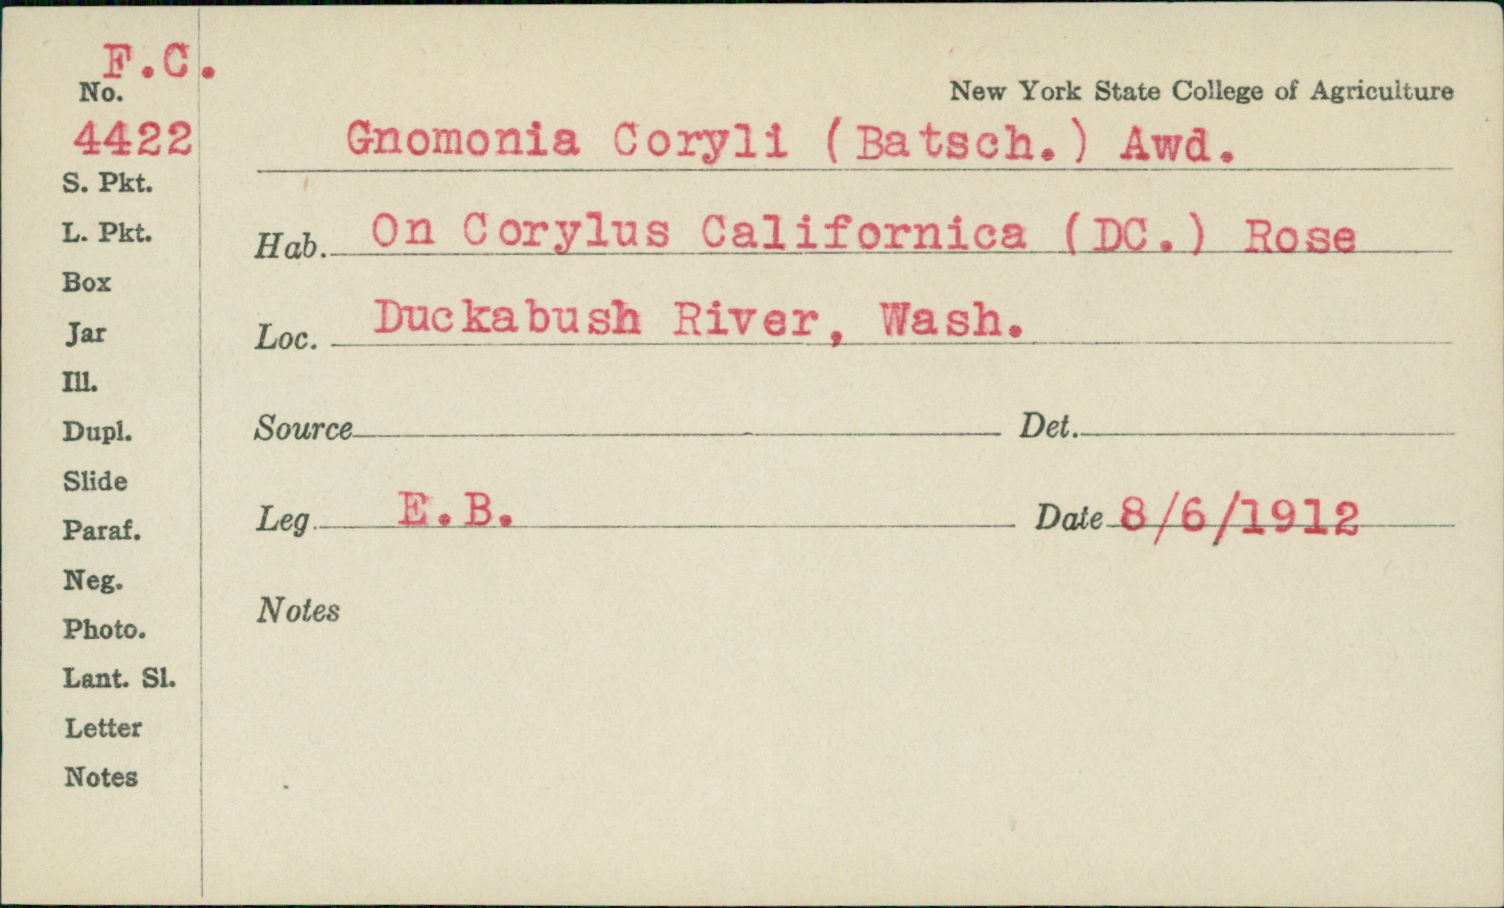 F.C.
No.
4422
S. Pkt.
L. Pkt.
Box
Jar
Ill.
Dupl.
Slide
Paraf.
Neg.
Photo.
Lant. Sl.
Letter
Notes
New York State College of Agriculture
Gnomonia Coryli (Batsch.) Awd.
Hab. On Corylus Californica (DC.) Rose
Loc. Duckabush River, Wash.
Source Det.
Leg. E.B. Date 8/6/1912
Notes